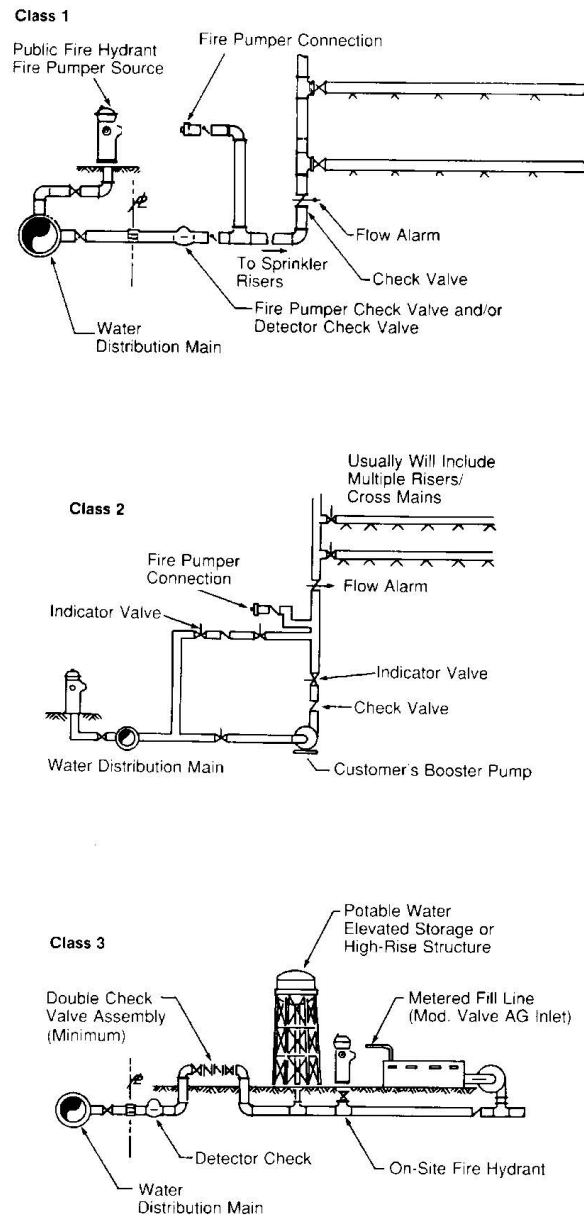 Class 1
Public Fire Hydrant
Fire Pumper Source
Fire Pumper Connection
Flow Alarm
To Sprinkler
Risers
Check Valve
Fire Pumper Check Valve and/or
Detector Check Valve
Water
Distribution Main
Class 2
Usually Will Include
Multiple Risers/
Cross Mains
Fire Pumper
Connection
Flow Alarm
Indicator Valve
Indicator Valve
Check Valve
Water Distribution Main
Customer's Booster Pump
Class 3
Potable Water
Elevated Storage or
High-Rise Structure
Double Check
Valve Assembly
(Minimum)
Metered Fill Line
(Mod. Valve AG Inlet)
Detector Check
On-Site Fire Hydrant
Water
Distribution Main